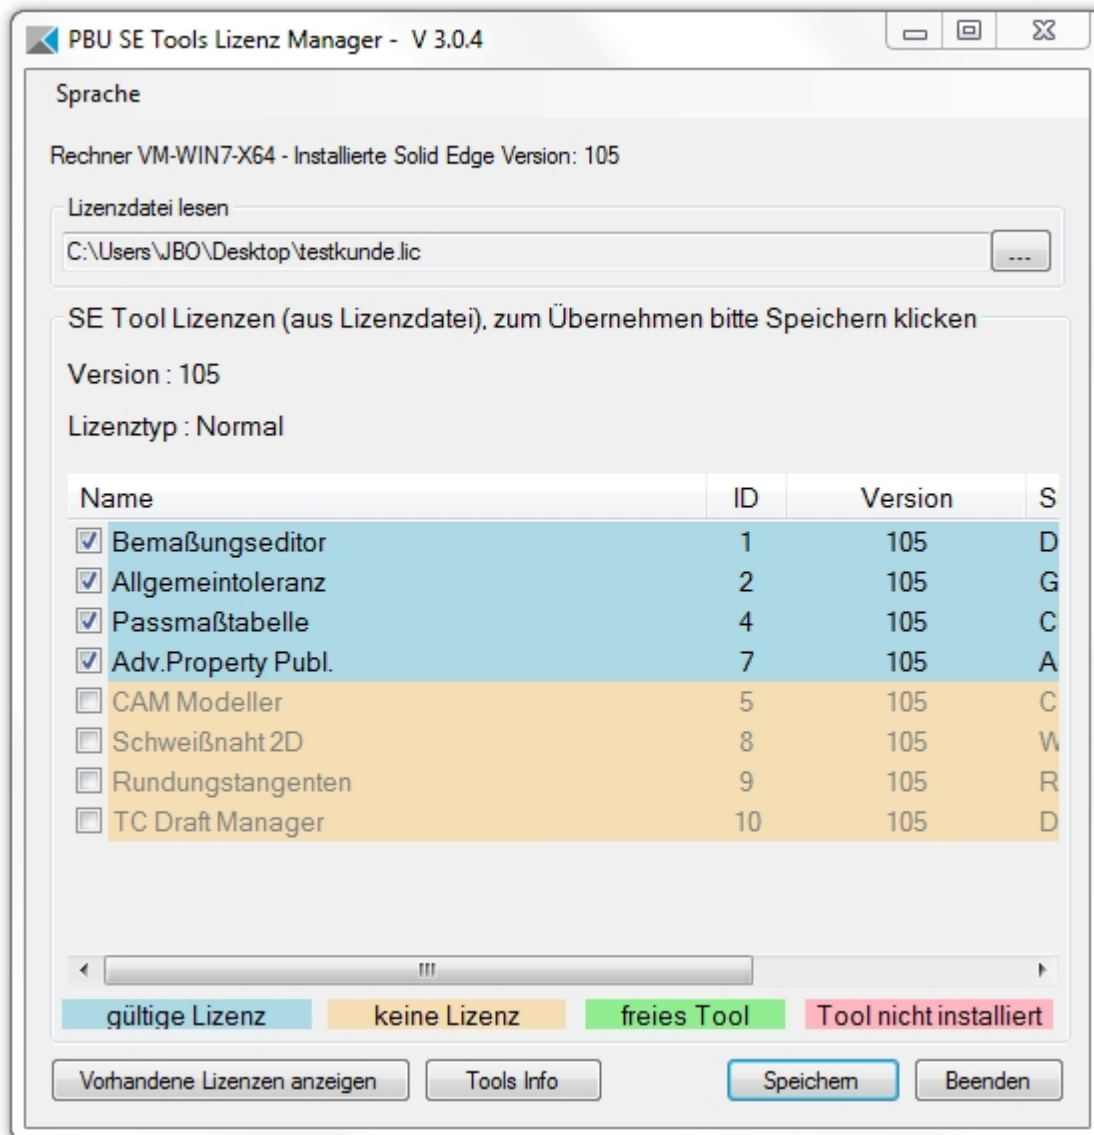 PBU SE Tools Lizenz Manager - V 3.0.4
Sprache
Rechner VM-WIN7-X64 - Installierte Solid Edge Version: 105
Lizenzdatei lesen
C:\Users\JBO\Desktop\testkunde.lic
...
SE Tool Lizenzen (aus Lizenzdatei), zum Übernehmen bitte Speichern klicken
Version : 105
Lizenztyp : Normal
Name ID Version S
Bemaßungseditor 1 105 D
Allgemeintoleranz 2 105 G
Passmaßtabelle 4 105 C
Adv.Property Publ. 7 105 A
CAM Modeller 5 105 C
Schweißnaht 2D 8 105 W
Rundungstangenten 9 105 R
TC Draft Manager 10 105 D
gültige Lizenz keine Lizenz freies Tool Tool nicht installiert
Vorhandene Lizenzen anzeigen Tools Info Speichern Beenden